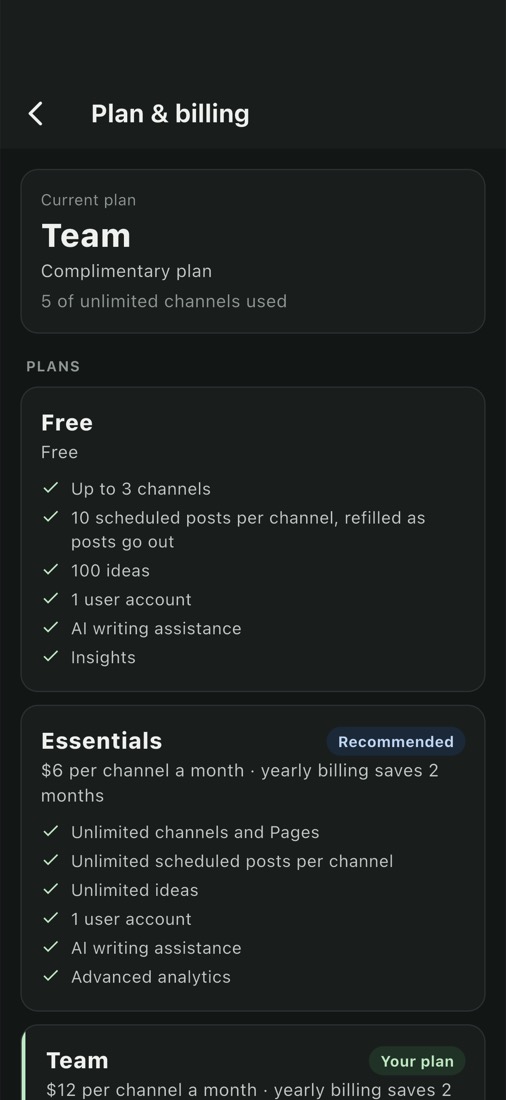 Plan & billing
Current plan
Team
Complimentary plan
5 of unlimited channels used
PLANS
Free
Free
Up to 3 channels
10 scheduled posts per channel, refilled as
posts go out
100 ideas
1 user account
AI writing assistance
Insights
Essentials
Recommended
$6 per channel a month · yearly billing saves 2
months
Unlimited channels and Pages
Unlimited scheduled posts per channel
Unlimited ideas
1 user account
AI writing assistance
Advanced analytics
Team
Your plan
$12 per channel a month · yearly billing saves 2